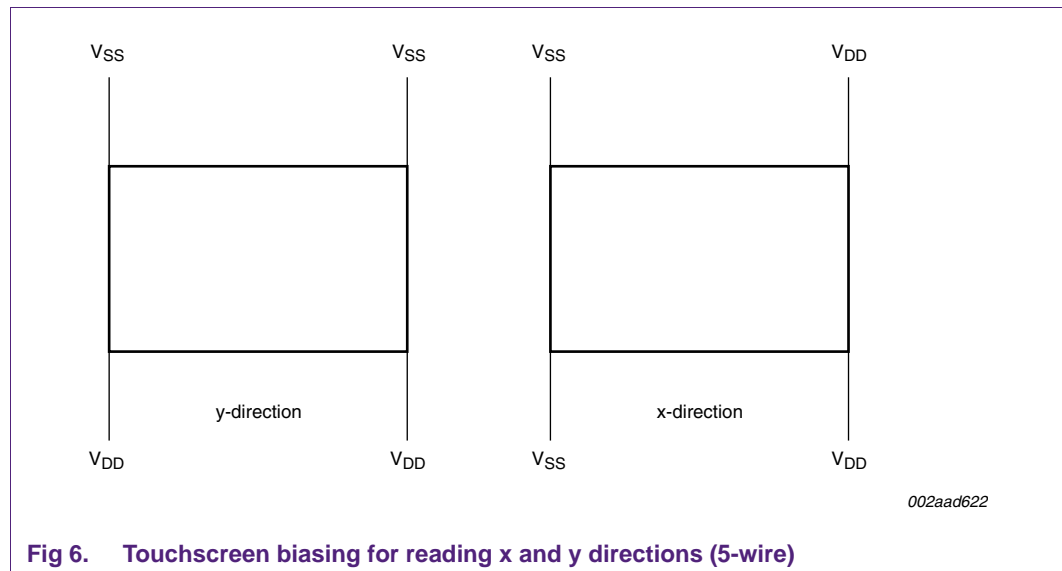 VSS VSS VSS VDD
y-direction x-direction
VDD VDD VSS VDD
002aad622
Fig 6. Touchscreen biasing for reading x and y directions (5-wire)